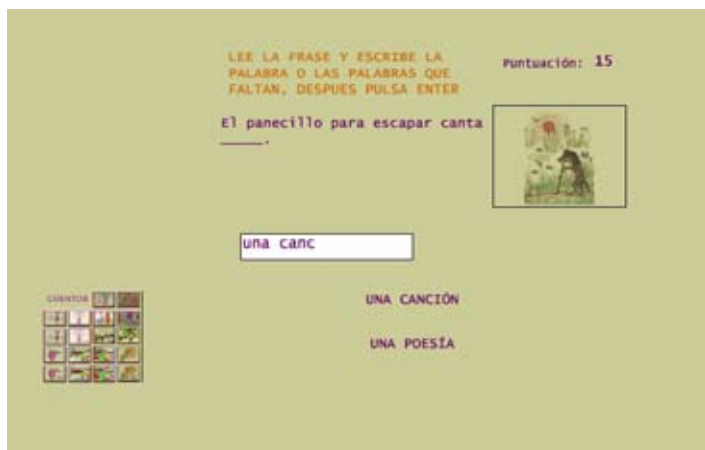 LEE LA FRASE Y ESCRIBE LA
PALABRA O LAS PALABRAS QUE
FALTAN, DESPUES PULSA ENTER
Puntuación: 15
El panecillo para escapar canta
_____.
una canc
CUENTOS
UNA CANCIÓN
UNA POESÍA